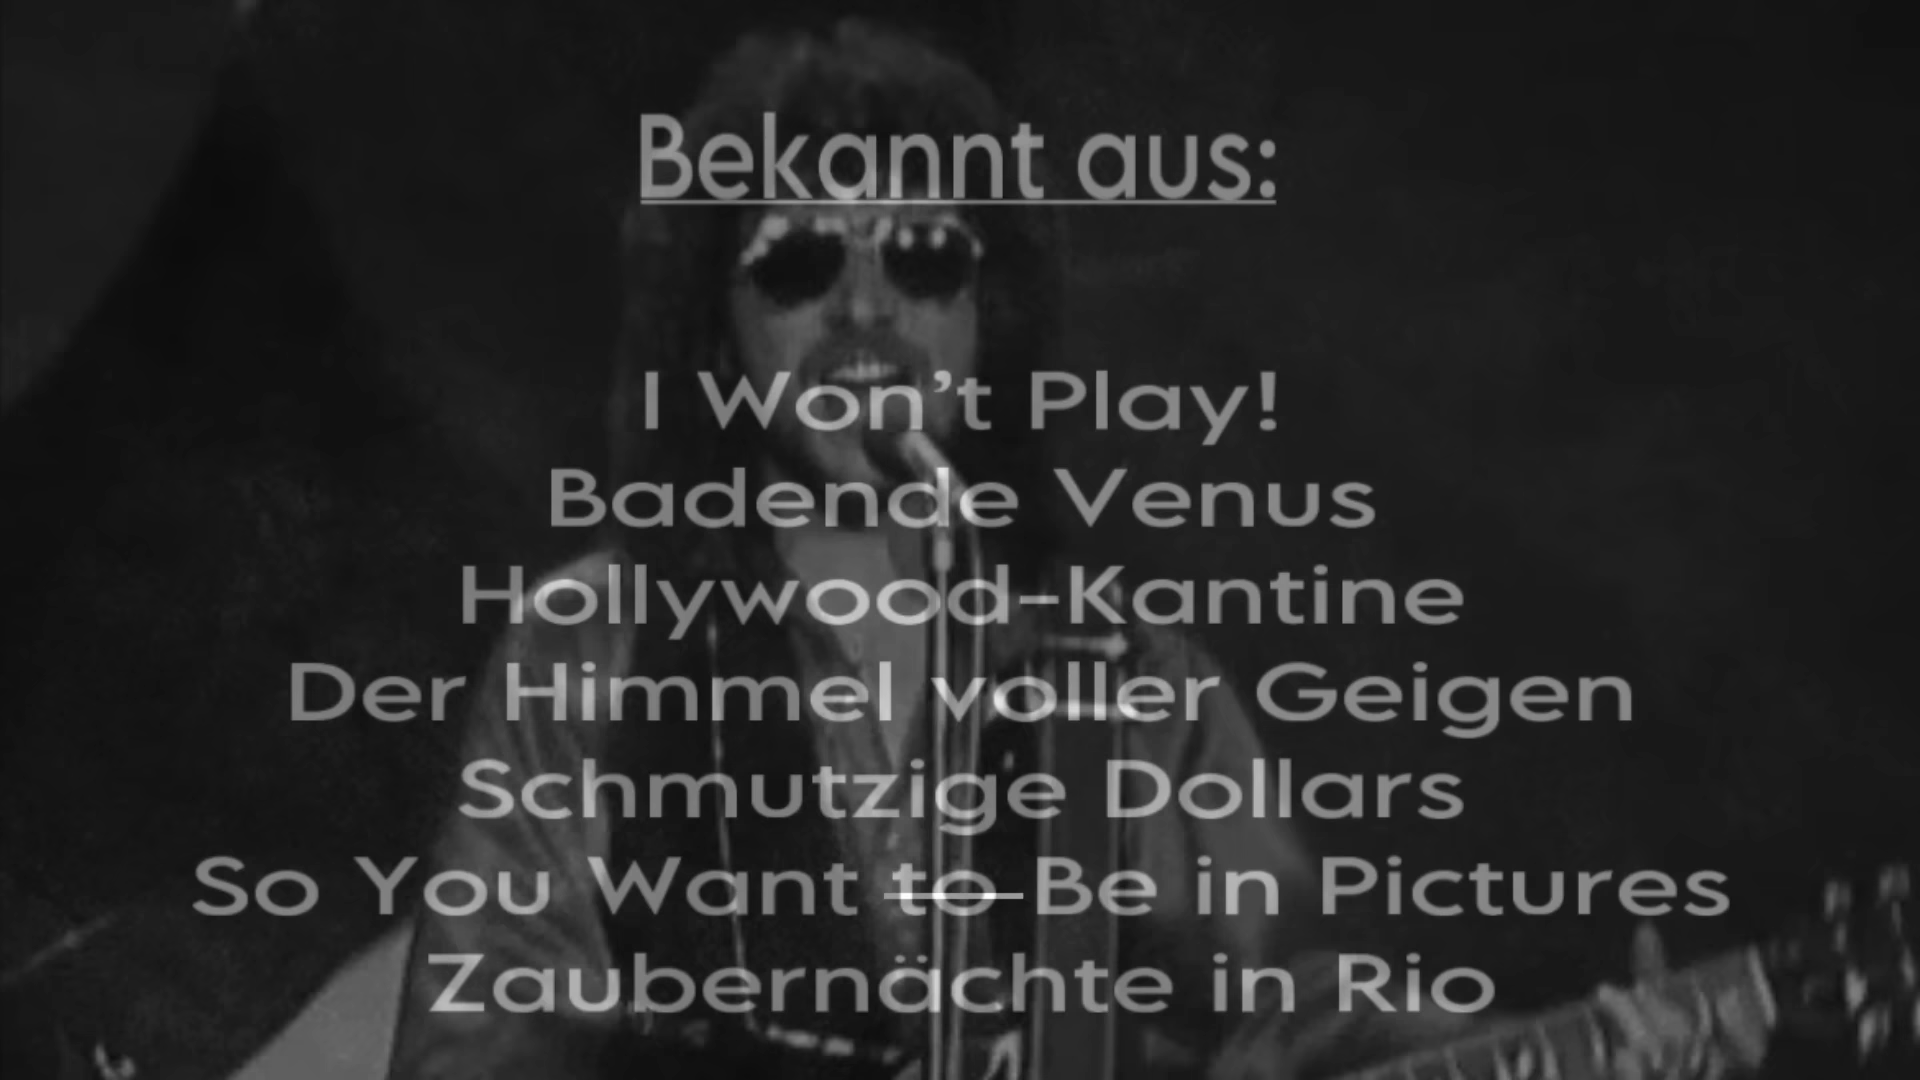 Bekannt aus:
I Won't Play!
Badende Venus
Hollywood-Kantine
Der Himmel voller Geigen
Schmutzige Dollars
So You Want to Be in Pictures
Zaubernächte in Rio